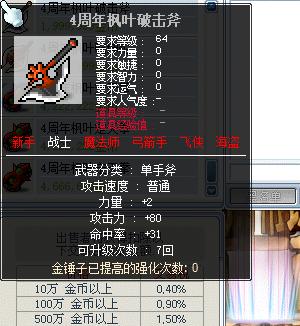 4周年枫叶破击斧
要求等级：64
要求力量：0
要求敏捷：0
要求智力：0
要求运气：0
要求人气度：-
道具等级：-
道具经验值：-
新手 战士 魔法师 弓箭手 飞侠 海盗
武器分类：单手斧
攻击速度：普通
力量：+2
攻击力：+80
命中率：+31
可升级次数：7回
金锤子已提高的强化次数：0
10万 金币以上 0,40%
100万 金币以上 0,90%
500万 金币以上 1,50%